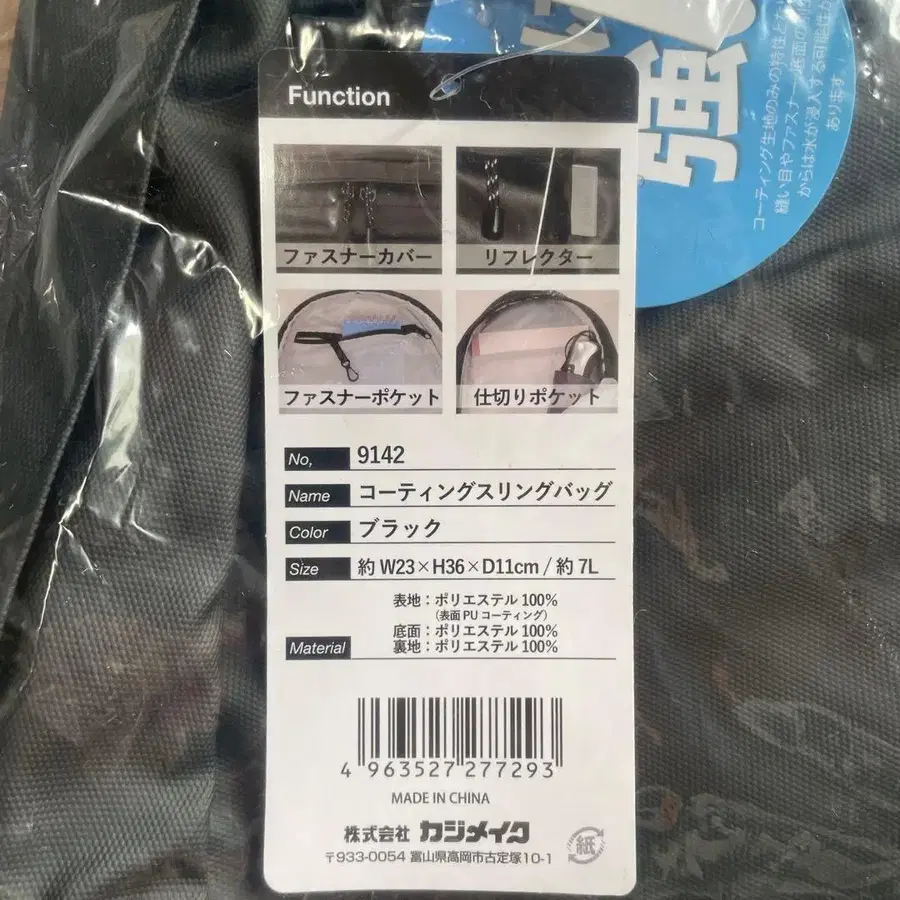 Function
ファスナーカバー
リフレクター
ファスナーポケット
仕切りポケット
No, 9142
Name コーティングスリングバッグ
Color ブラック
Size 約 W23×H36×D11cm / 約 7L
Material 表地：ポリエステル 100%
（表面 PU コーティング）
底面：ポリエステル 100%
裏地：ポリエステル 100%
4 963527 277293
MADE IN CHINA
株式会社 カジメイク
〒933-0054 富山県高岡市古定塚10-1
紙
に
強い
コーティング生地のみの特性と
縫い目やファスナー、底面の
からは水が浸入する可能性が
あります。